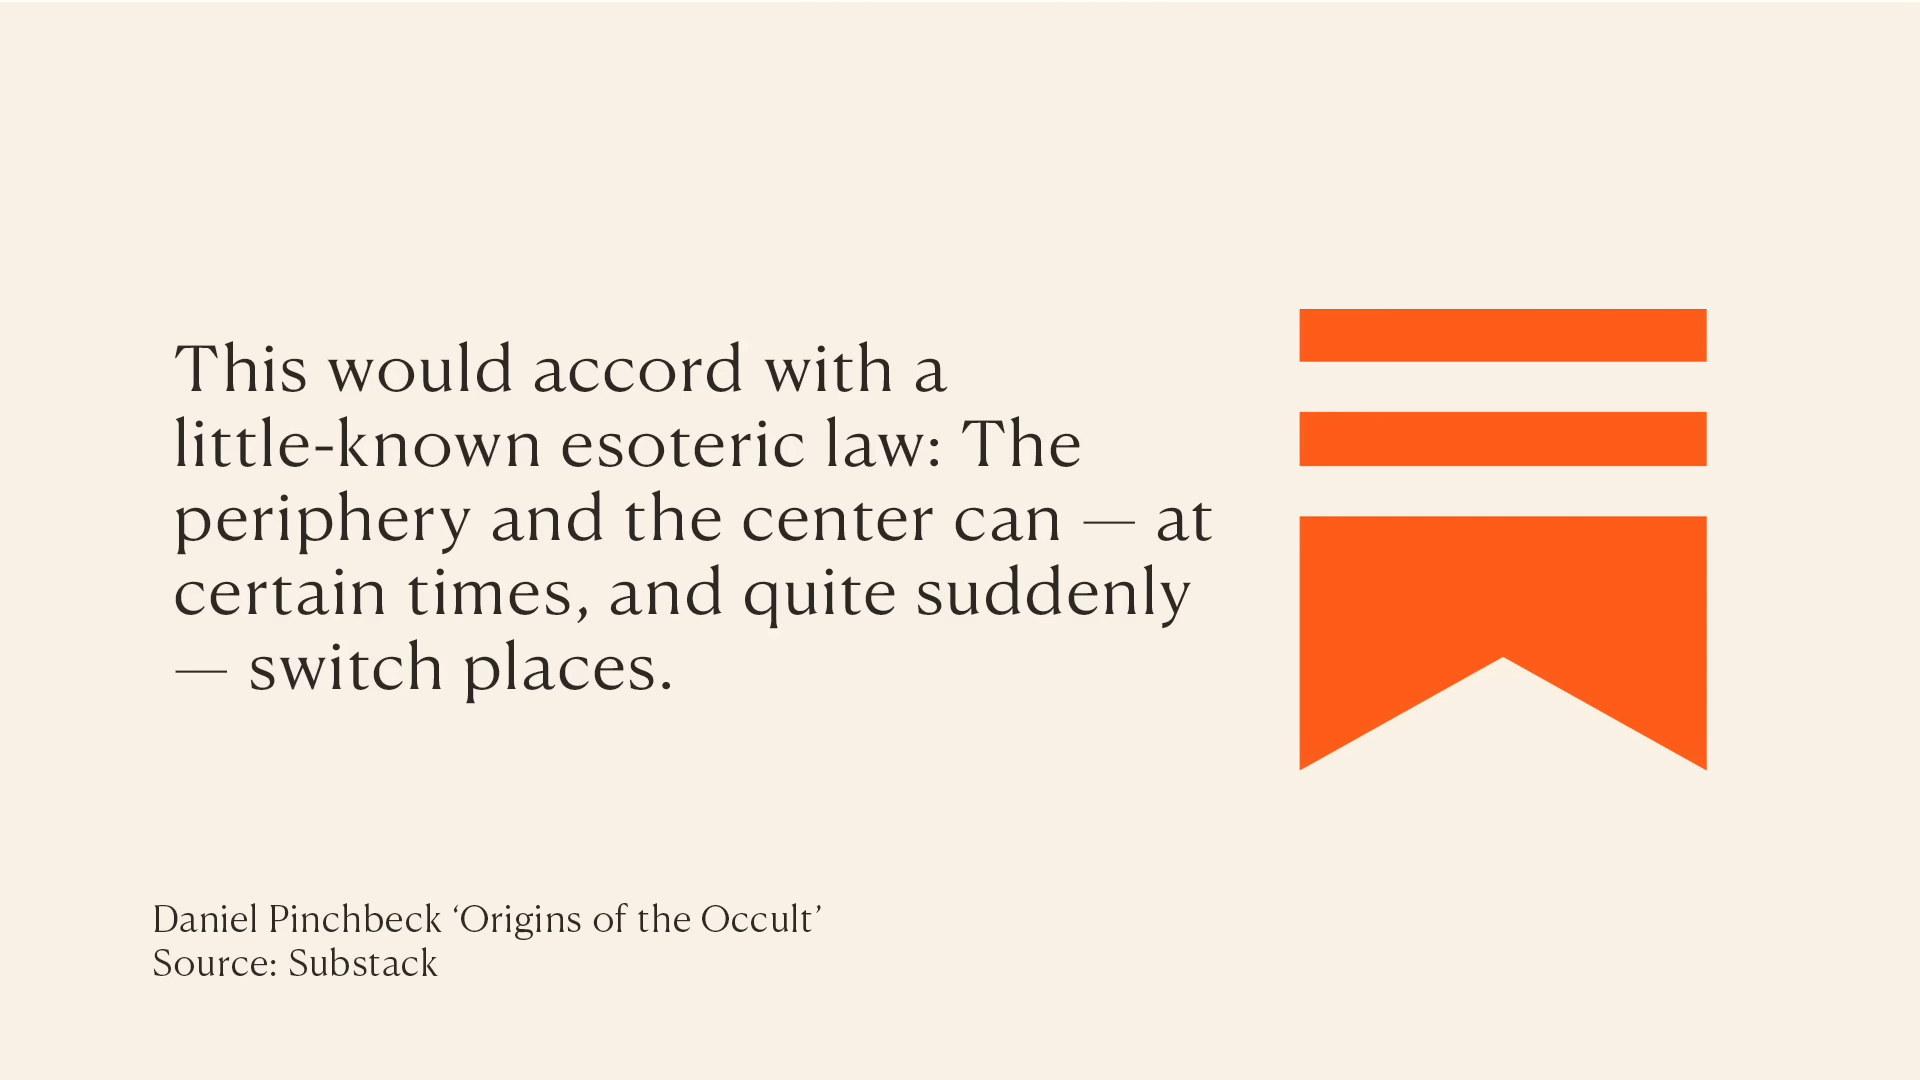 This would accord with a
little-known esoteric law: The
periphery and the center can — at
certain times, and quite suddenly
— switch places.
Daniel Pinchbeck ‘Origins of the Occult’
Source: Substack